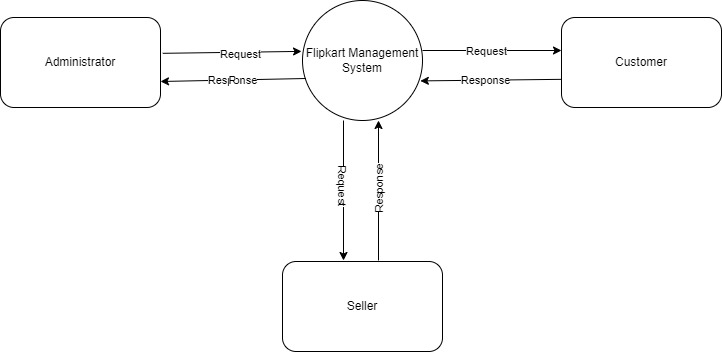 Administrator
Request
Response
Flipkart Management
System
Request
Response
Customer
Request
Response
Seller